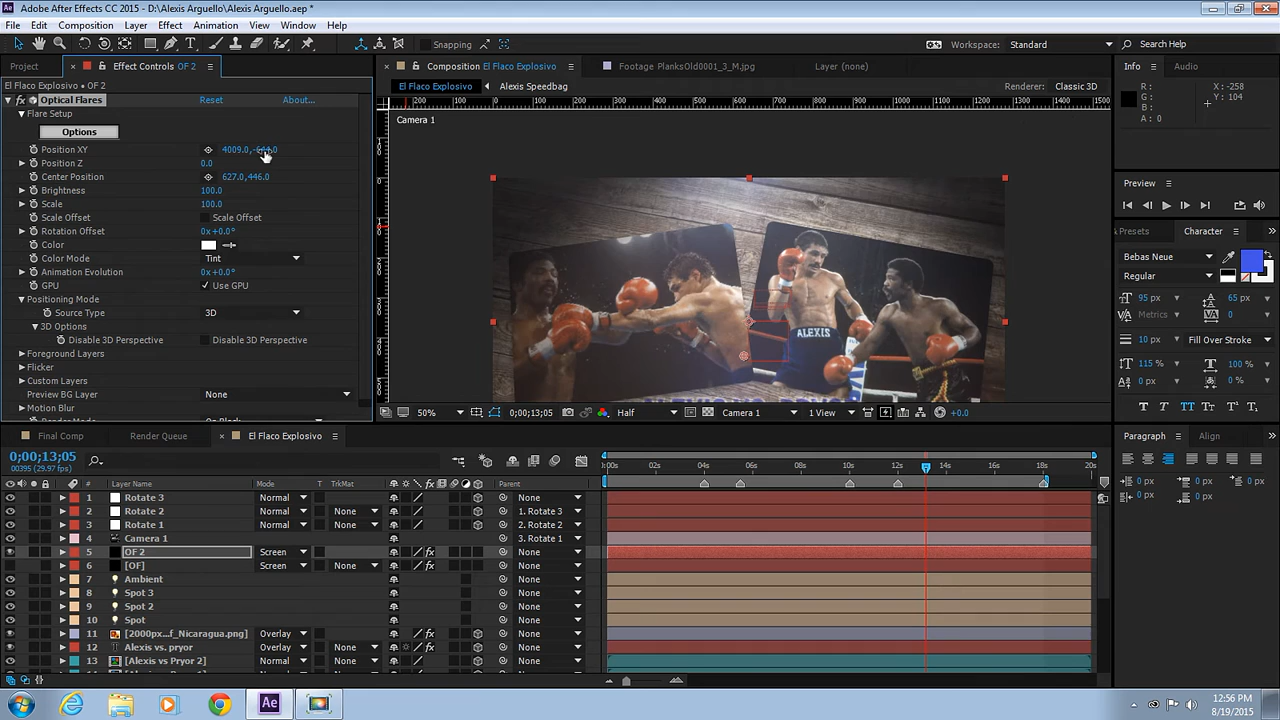 Adobe After Effects CC 2015 - D:\Alexis Arguello\Alexis Arguello.aep *
File Edit Composition Layer Effect Animation View Window Help
Snapping Workspace: Standard Search Help
Project Effect Controls OF 2 Composition El Flaco Explosivo Footage PlanksOld0001_3_M.jpg Layer (none) Info Audio
El Flaco Explosivo • OF 2 El Flaco Explosivo Alexis Speedbag Renderer: Classic 3D
R: X: -258
G: Y: 104
B:
A: 0
Optical Flares Reset About...
Flare Setup
Camera 1
Options
Position XY
Position Z 0.0
Center Position 627.0,446.0
Brightness 100.0
Scale 100.0
Scale Offset Scale Offset
Rotation Offset 0x+0.0°
Color
Color Mode Tint
Animation Evolution 0x+0.0°
GPU Use GPU
Positioning Mode
Source Type 3D
3D Options
Disable 3D Perspective Disable 3D Perspective
Foreground Layers
Flicker
Custom Layers
Preview BG Layer None
Motion Blur
ALEXIS
50% 0;00;13;05 Half Camera 1 1 View +0.0
Preview
Presets Character
Bebas Neue
Regular
95 px 65 px
Metrics 0
10 px Fill Over Stroke
115 % 100 %
0 px 0 %
Paragraph Align
0 px 0 px 0 px
0 px 0 px
Final Comp Render Queue El Flaco Explosivo
0;00;13;05
00395 (29.97 fps)
:00s 02s 04s 06s 08s 10s 12s 14s 16s 18s 20s
# Layer Name Mode T TrkMat Parent
1 Rotate 3 Normal None
2 Rotate 2 Normal None 1. Rotate 3
3 Rotate 1 Normal None 2. Rotate 2
4 Camera 1 3. Rotate 1
5 OF 2 Screen None None
6 [OF] Screen None None
7 Ambient None
8 Spot 3 None
9 Spot 2 None
10 Spot None
11 [2000px...f_Nicaragua.png] Overlay None None
12 Alexis vs. pryor Overlay None None
13 [Alexis vs Pryor 2] Normal None None
12:56 PM
8/19/2015